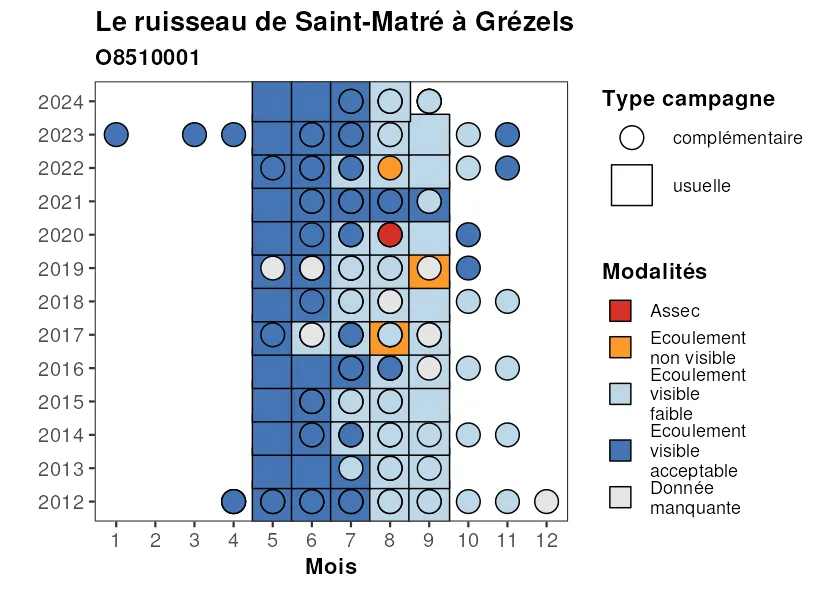 Le ruisseau de Saint-Matré à Grézels
O8510001
2024
2023
2022
2021
2020
2019
2018
2017
2016
2015
2014
2013
2012
1 2 3 4 5 6 7 8 9 10 11 12
Mois
Type campagne
complémentaire
usuelle
Modalités
Assec
Ecoulement
non visible
Ecoulement
visible
faible
Ecoulement
visible
acceptable
Donnée
manquante